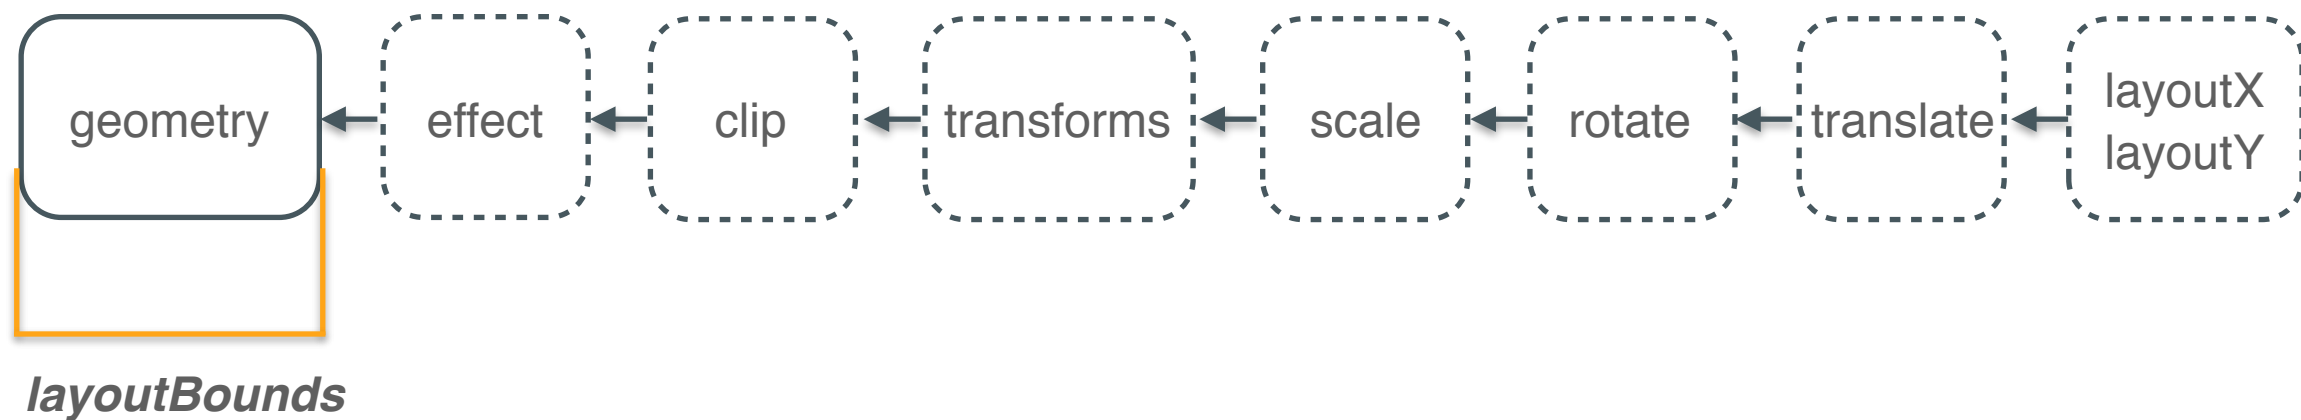 geometry
effect
clip
transforms
scale
rotate
translate
layoutX
layoutY
layoutBounds